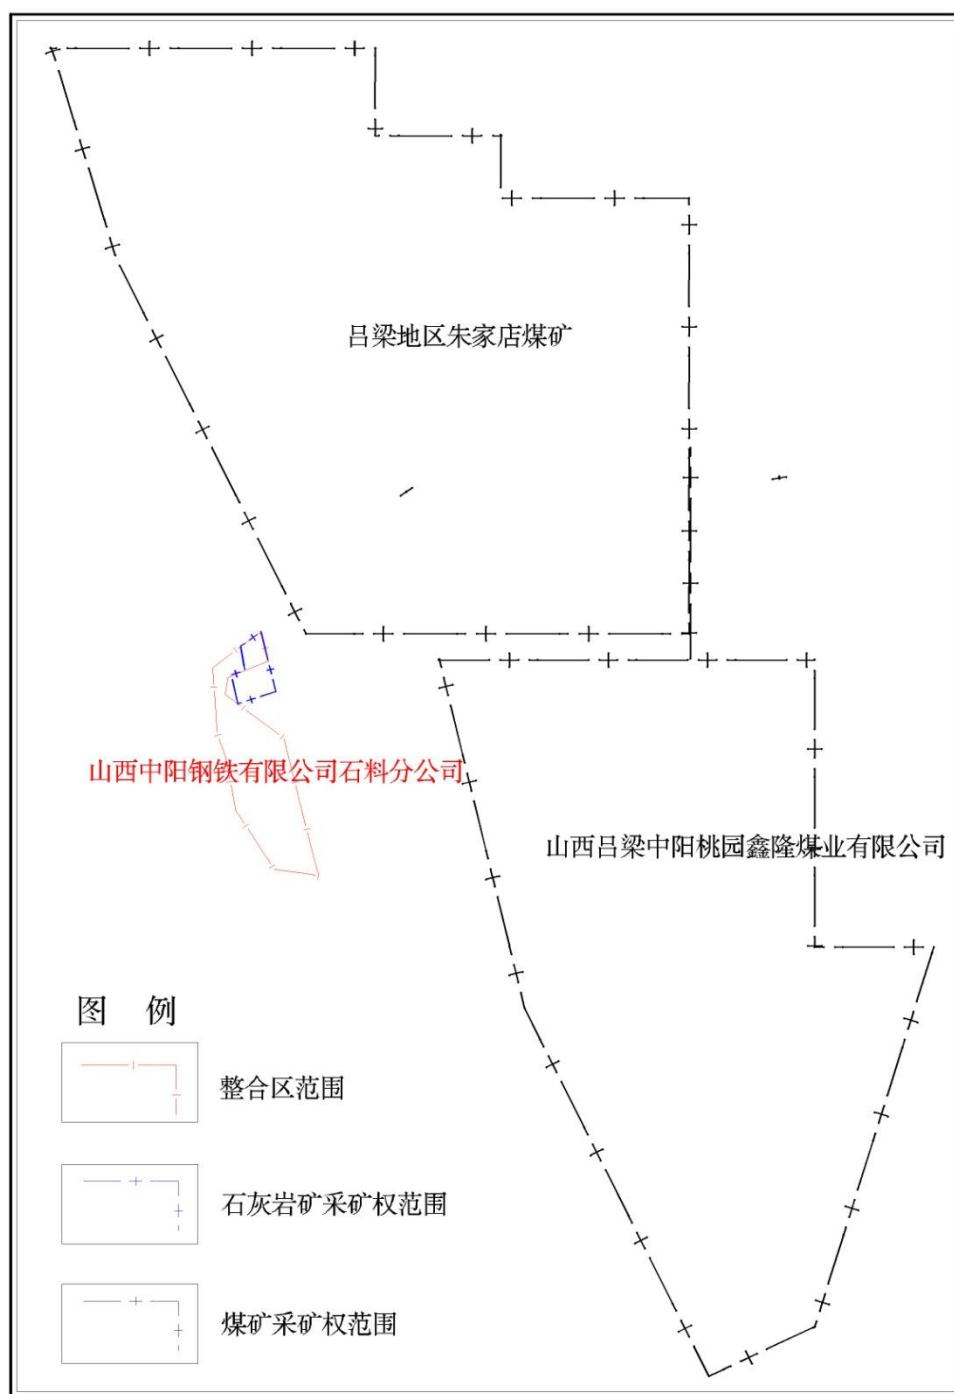 吕梁地区朱家店煤矿
山西中阳钢铁有限公司石料分公司
山西吕梁中阳桃园鑫隆煤业有限公司
图 例
整合区范围
石灰岩矿采矿权范围
煤矿采矿权范围